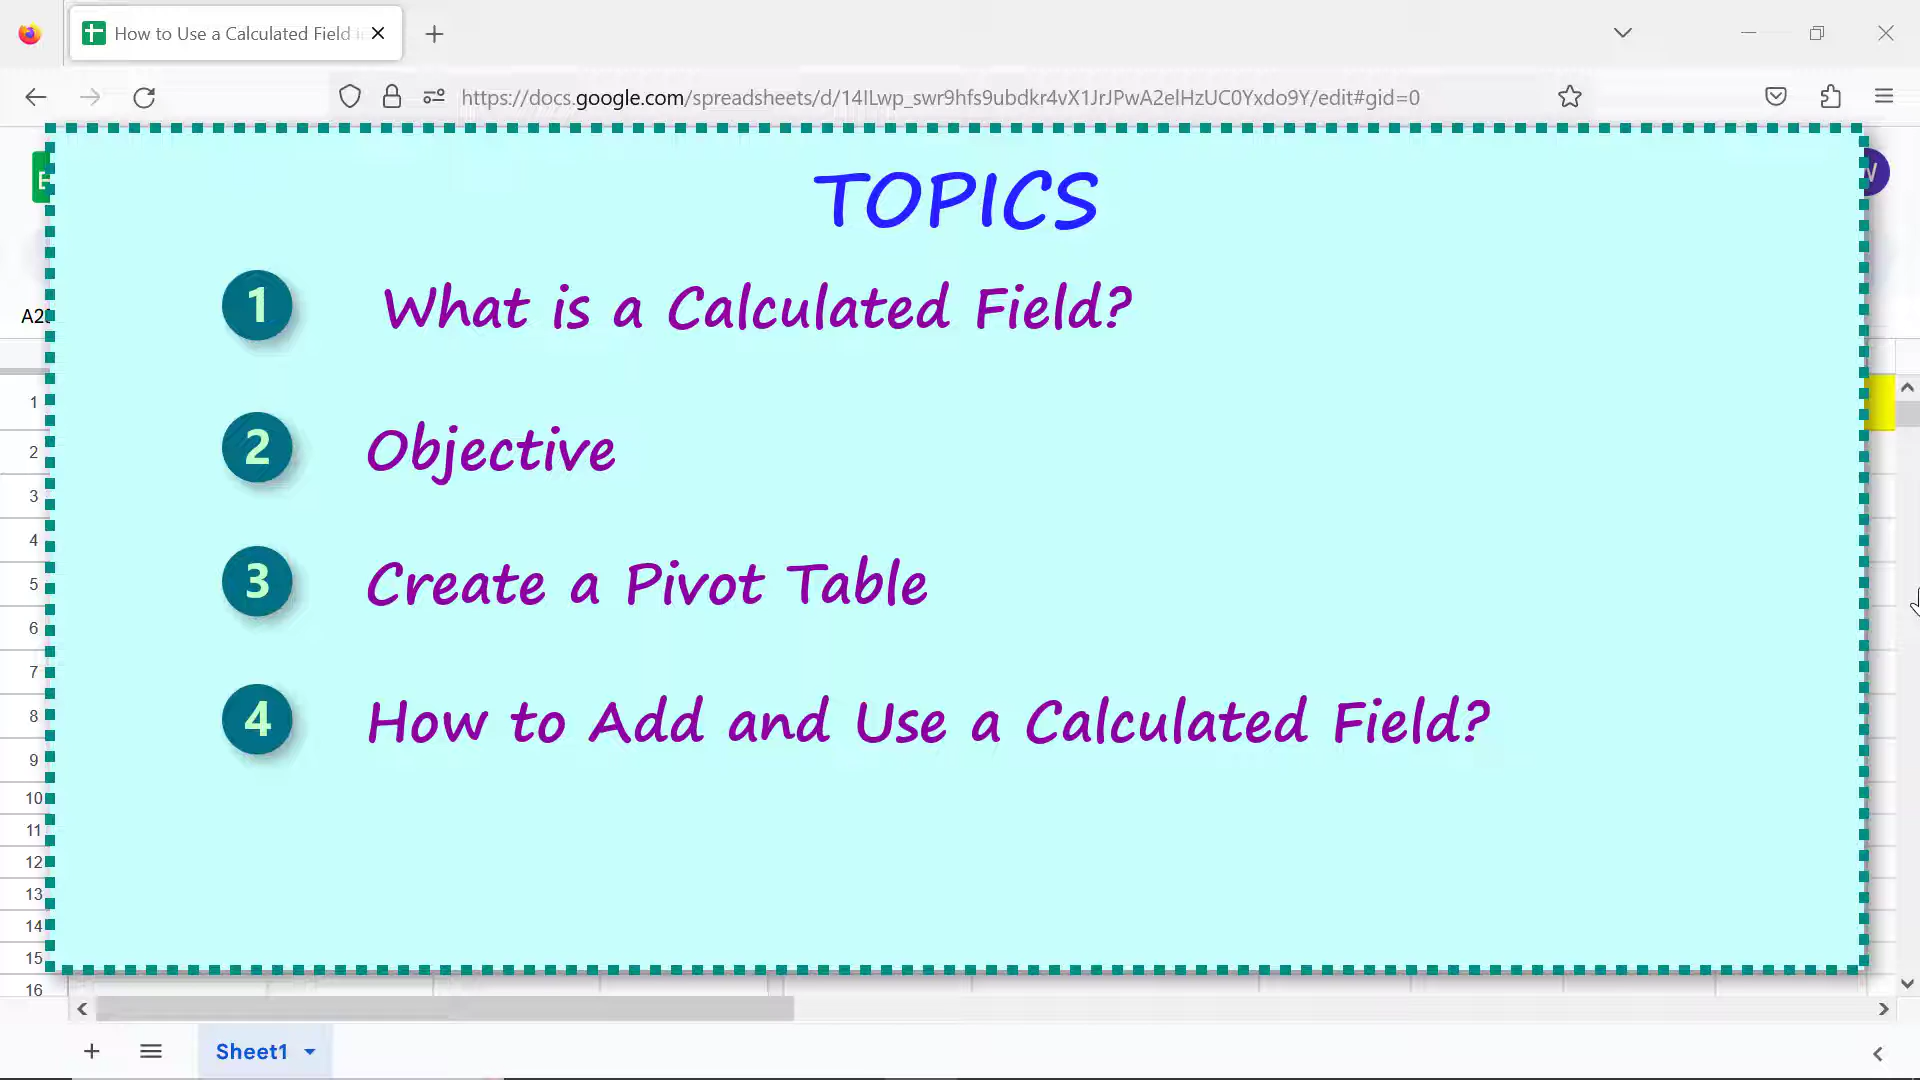 How to Use a Calculated Field i
https://docs.google.com/spreadsheets/d/14ILwp_swr9hfs9ubdkr4vX1JrJPwA2elHzUC0Yxdo9Y/edit#gid=0
TOPICS
1 What is a Calculated Field?
A2
1
2 Objective
2
3
4
3 Create a Pivot Table
5
6
7
4 How to Add and Use a Calculated Field?
8
9
10
11
12
13
14
15
16
Sheet1